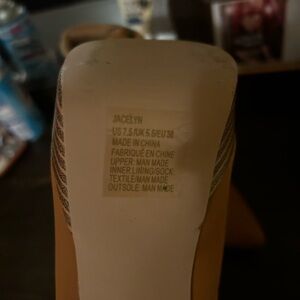 JACELYN
US 7.5/UK 5.5/EU 38
MADE IN CHINA
FABRIQUÉ EN CHINE
UPPER: MAN MADE
INNER LINING/SOCK:
TEXTILE/MAN MADE
OUTSOLE: MAN MADE